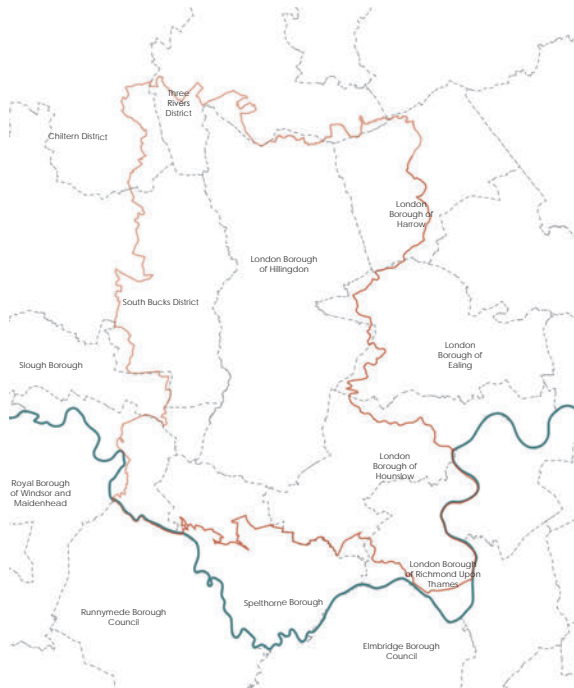 Three
Rivers
District
Chiltern District
London
Borough of
Harrow
London Borough
of Hillingdon
South Bucks District
London
Borough of
Ealing
Slough Borough
London
Borough of
Hounslow
Royal Borough
of Windsor and
Maidenhead
London Borough
of Richmond Upon
Thames
Spelthorne Borough
Runnymede Borough
Council
Elmbridge Borough
Council